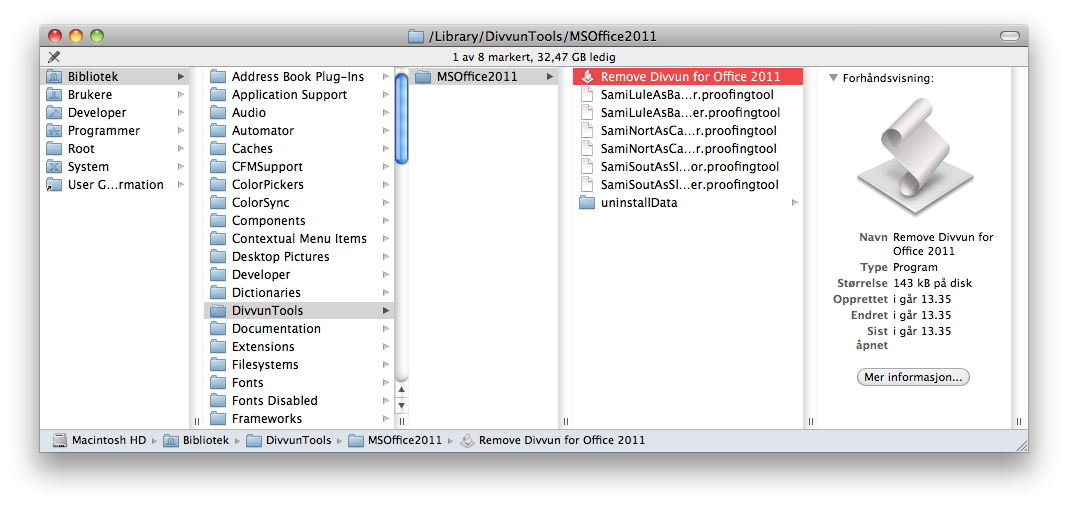 /Library/DivvunTools/MSOffice2011
1 av 8 markert, 32,47 GB ledig
Bibliotek
Brukere
Developer
Programmer
Root
System
User G...rmation
Address Book Plug-Ins
Application Support
Audio
Automator
Caches
CFMSupport
ColorPickers
ColorSync
Components
Contextual Menu Items
Desktop Pictures
Developer
Dictionaries
DivvunTools
Documentation
Extensions
Filesystems
Fonts
Fonts Disabled
Frameworks
MSOffice2011
Remove Divvun for Office 2011
SamiLuleAsBa...r.proofingtool
SamiLuleAsBa...er.proofingtool
SamiNortAsCa...r.proofingtool
SamiNortAsCa...r.proofingtool
SamiSoutAsSl...or.proofingtool
SamiSoutAsSl...er.proofingtool
uninstallData
Forhåndsvisning:
Navn Remove Divvun for
Office 2011
Type Program
Størrelse 143 kB på disk
Opprettet i går 13.35
Endret i går 13.35
Sist i går 13.35
åpnet
Mer informasjon...
Macintosh HD Bibliotek DivvunTools MSOffice2011 Remove Divvun for Office 2011